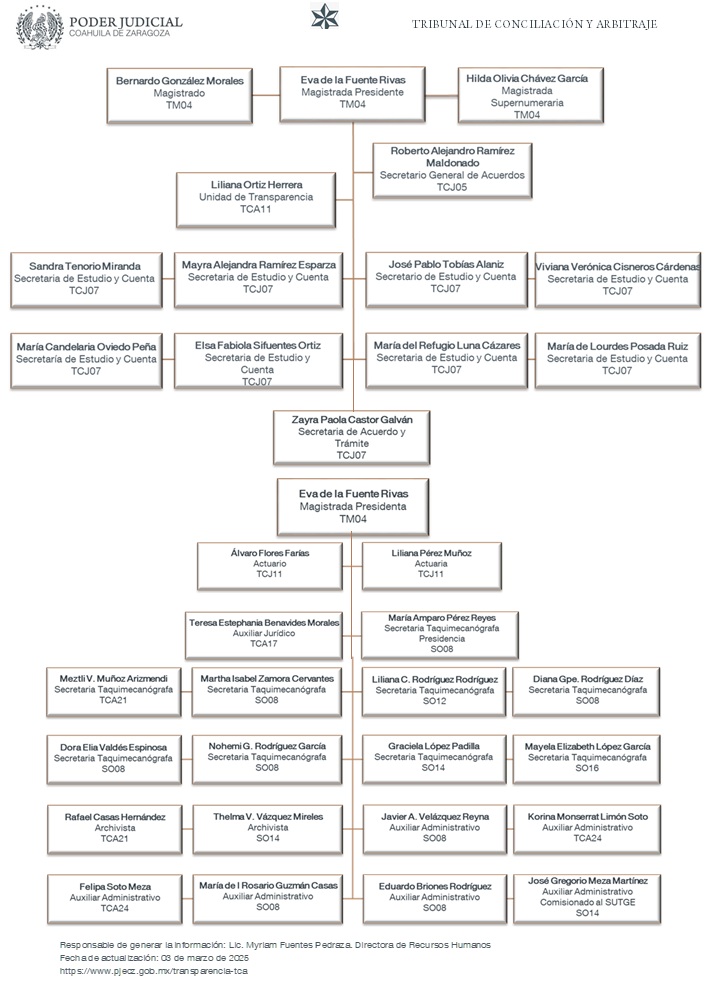 PODER JUDICIAL
COAHUILA DE ZARAGOZA
TRIBUNAL DE CONCILIACIÓN Y ARBITRAJE
Bernardo González Morales
Magistrado
TM04
Eva de la Fuente Rivas
Magistrada Presidente
TM04
Hilda Olivia Chávez García
Magistrada
Supernumeraria
TM04
Roberto Alejandro Ramírez
Maldonado
Secretario General de Acuerdos
TCJ05
Liliana Ortiz Herrera
Unidad de Transparencia
TCA11
Sandra Tenorio Miranda
Secretaria de Estudio y Cuenta
TCJ07
Mayra Alejandra Ramírez Esparza
Secretaria de Estudio y Cuenta
TCJ07
José Pablo Tobías Alaniz
Secretario de Estudio y Cuenta
TCJ07
Viviana Verónica Cisneros Cárdenas
Secretaria de Estudio y Cuenta
TCJ07
María Candelaria Oviedo Peña
Secretaría de Estudio y Cuenta
TCJ07
Elsa Fabiola Sifuentes Ortiz
Secretaria de Estudio y
Cuenta
TCJ07
María del Refugio Luna Cázares
Secretaria de Estudio y Cuenta
TCJ07
María de Lourdes Posada Ruiz
Secretaria de Estudio y Cuenta
TCJ07
Zayra Paola Castor Galván
Secretaria de Acuerdo y
Trámite
TCJ07
Eva de la Fuente Rivas
Magistrada Presidenta
TM04
Álvaro Flores Farías
Actuario
TCJ11
Liliana Pérez Muñoz
Actuaria
TCJ11
Teresa Estephania Benavides Morales
Auxiliar Jurídico
TCA17
María Amparo Pérez Reyes
Secretaria Taquimecanógrafa
Presidencia
SO08
Meztli V. Muñoz Arizmendi
Secretaria Taquimecanógrafa
TCA21
Martha Isabel Zamora Cervantes
Secretaria Taquimecanógrafa
SO08
Liliana C. Rodríguez Rodríguez
Secretaria Taquimecanógrafa
SO12
Diana Gpe. Rodríguez Díaz
Secretaria Taquimecanógrafa
SO08
Dora Elia Valdés Espinosa
Secretaria Taquimecanógrafa
SO08
Nohemi G. Rodríguez García
Secretaria Taquimecanógrafa
SO08
Graciela López Padilla
Secretaria Taquimecanógrafa
SO14
Mayela Elizabeth López García
Secretaria Taquimecanógrafa
SO16
Rafael Casas Hernández
Archivista
TCA21
Thelma V. Vázquez Mireles
Archivista
SO14
Javier A. Velázquez Reyna
Auxiliar Administrativo
SO08
Korina Monserrat Limón Soto
Auxiliar Administrativo
TCA24
Felipa Soto Meza
Auxiliar Administrativo
TCA24
María de l Rosario Guzmán Casas
Auxiliar Administrativo
SO08
Eduardo Briones Rodríguez
Auxiliar Administrativo
SO08
José Gregorio Meza Martínez
Auxiliar Administrativo
Comisionado al SUTGE
SO14
Responsable de generar la información: Lic. Myriam Fuentes Pedraza. Directora de Recursos Humanos
Fecha de actualización: 03 de marzo de 2025
https://www.pjecz.gob.mx/transparencia-tca